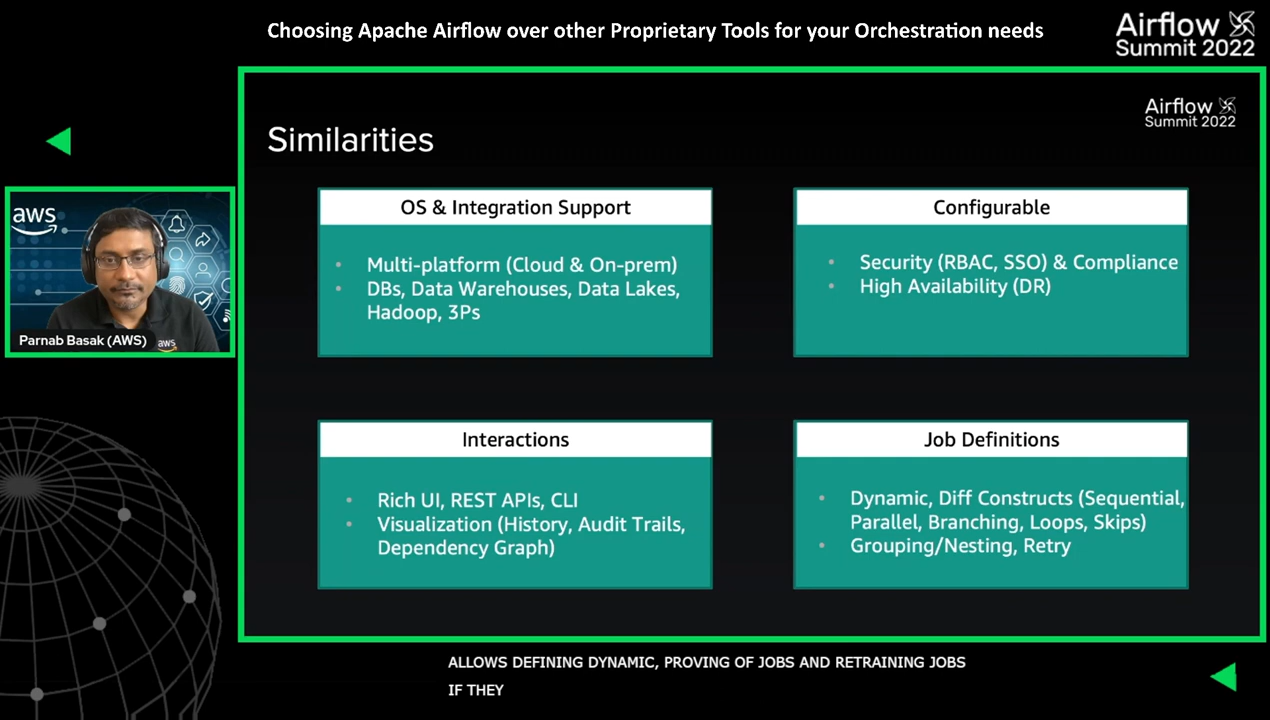 Choosing Apache Airflow over other Proprietary Tools for your Orchestration needs
Airflow
Summit 2022
Airflow
Summit 2022
Similarities
OS & Integration Support
• Multi-platform (Cloud & On-prem)
• DBs, Data Warehouses, Data Lakes,
Hadoop, 3Ps
Configurable
• Security (RBAC, SSO) & Compliance
• High Availability (DR)
aws
Parnab Basak (AWS)
aws
Interactions
• Rich UI, REST APIs, CLI
• Visualization (History, Audit Trails,
Dependency Graph)
Job Definitions
• Dynamic, Diff Constructs (Sequential,
Parallel, Branching, Loops, Skips)
• Grouping/Nesting, Retry
ALLOWS DEFINING DYNAMIC, PROVING OF JOBS AND RETRAINING JOBS
IF THEY